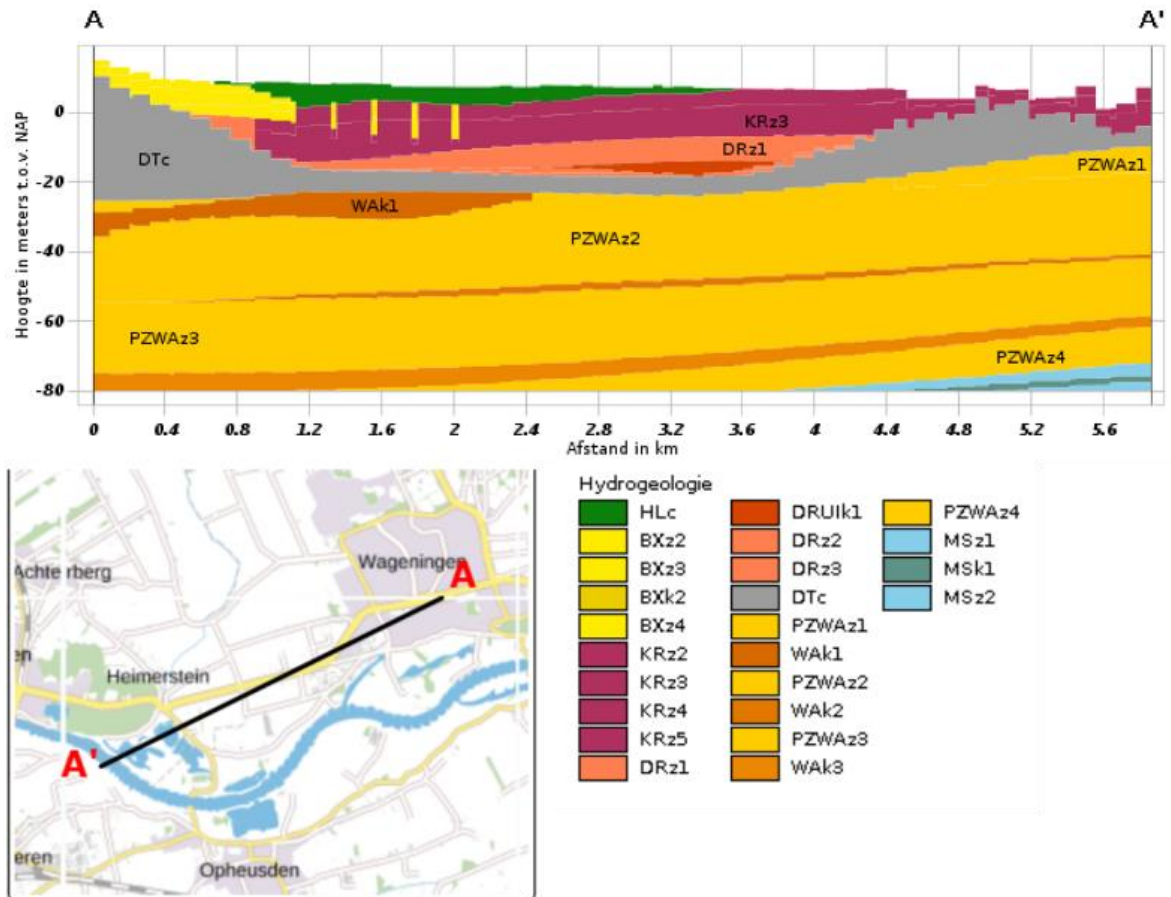 A A'
Hoogte in meters t.o.v. NAP
0
-20
-40
-60
-80
DTc
KRz3
DRz1
PZWAz1
WAk1
PZWAz2
PZWAz3
PZWAz4
0 0.4 0.8 1.2 1.6 2 2.4 2.8 3.2 3.6 4 4.4 4.8 5.2 5.6
Afstand in km
Achterberg
Wageningen
A
en
Heimerstein
A'
eren
Opheusden
Hydrogeologie
HLc
BXz2
BXz3
BXk2
BXz4
KRz2
KRz3
KRz4
KRz5
DRz1
DRUIk1
DRz2
DRz3
DTc
PZWAz1
WAk1
PZWAz2
WAk2
PZWAz3
WAk3
PZWAz4
MSz1
MSk1
MSz2